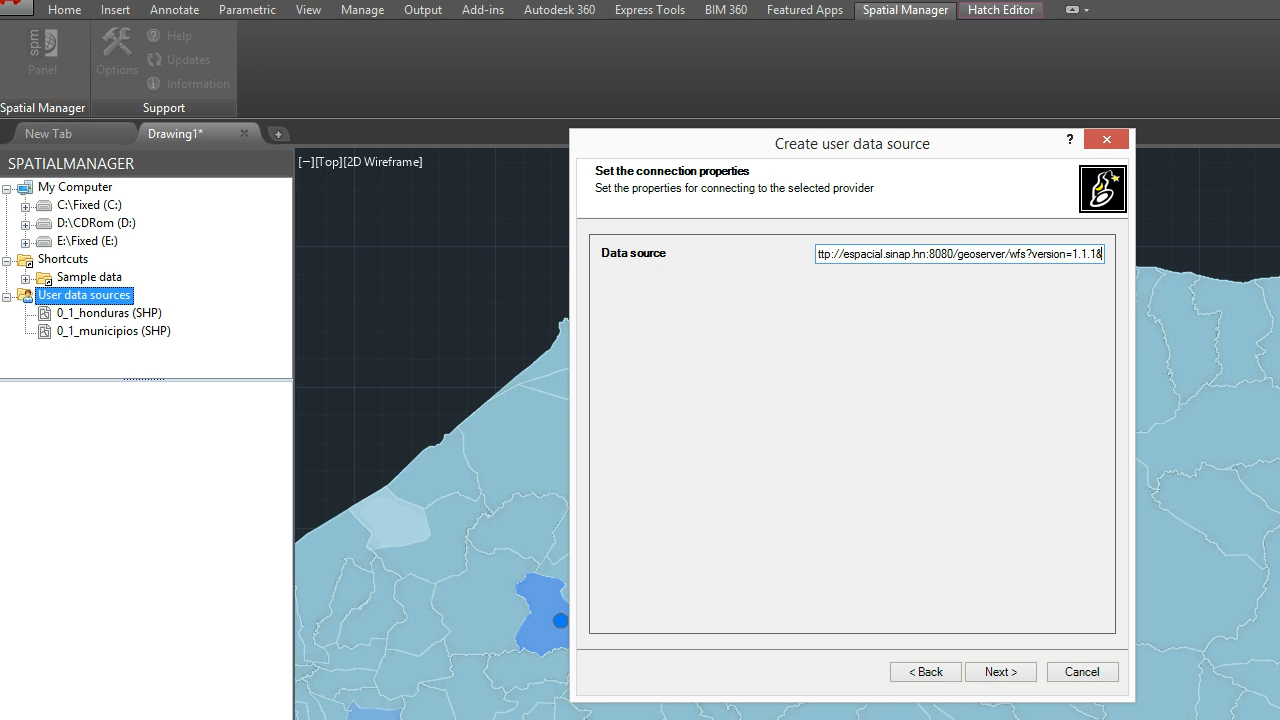 Home Insert Annotate Parametric View Manage Output Add-ins Autodesk 360 Express Tools BIM 360 Featured Apps Spatial Manager Hatch Editor
spm
Panel
Options
Help
Updates
Information
Spatial Manager
Support
New Tab
Drawing1*
SPATIALMANAGER
My Computer
C:\Fixed (C:)
D:\CDRom (D:)
E:\Fixed (E:)
Shortcuts
Sample data
User data sources
0_1_honduras (SHP)
0_1_municipios (SHP)
[−][Top][2D Wireframe]
Create user data source
?
Set the connection properties
Set the properties for connecting to the selected provider
Data source
ttp://espacial.sinap.hn:8080/geoserver/wfs?version=1.1.1&
< Back
Next >
Cancel